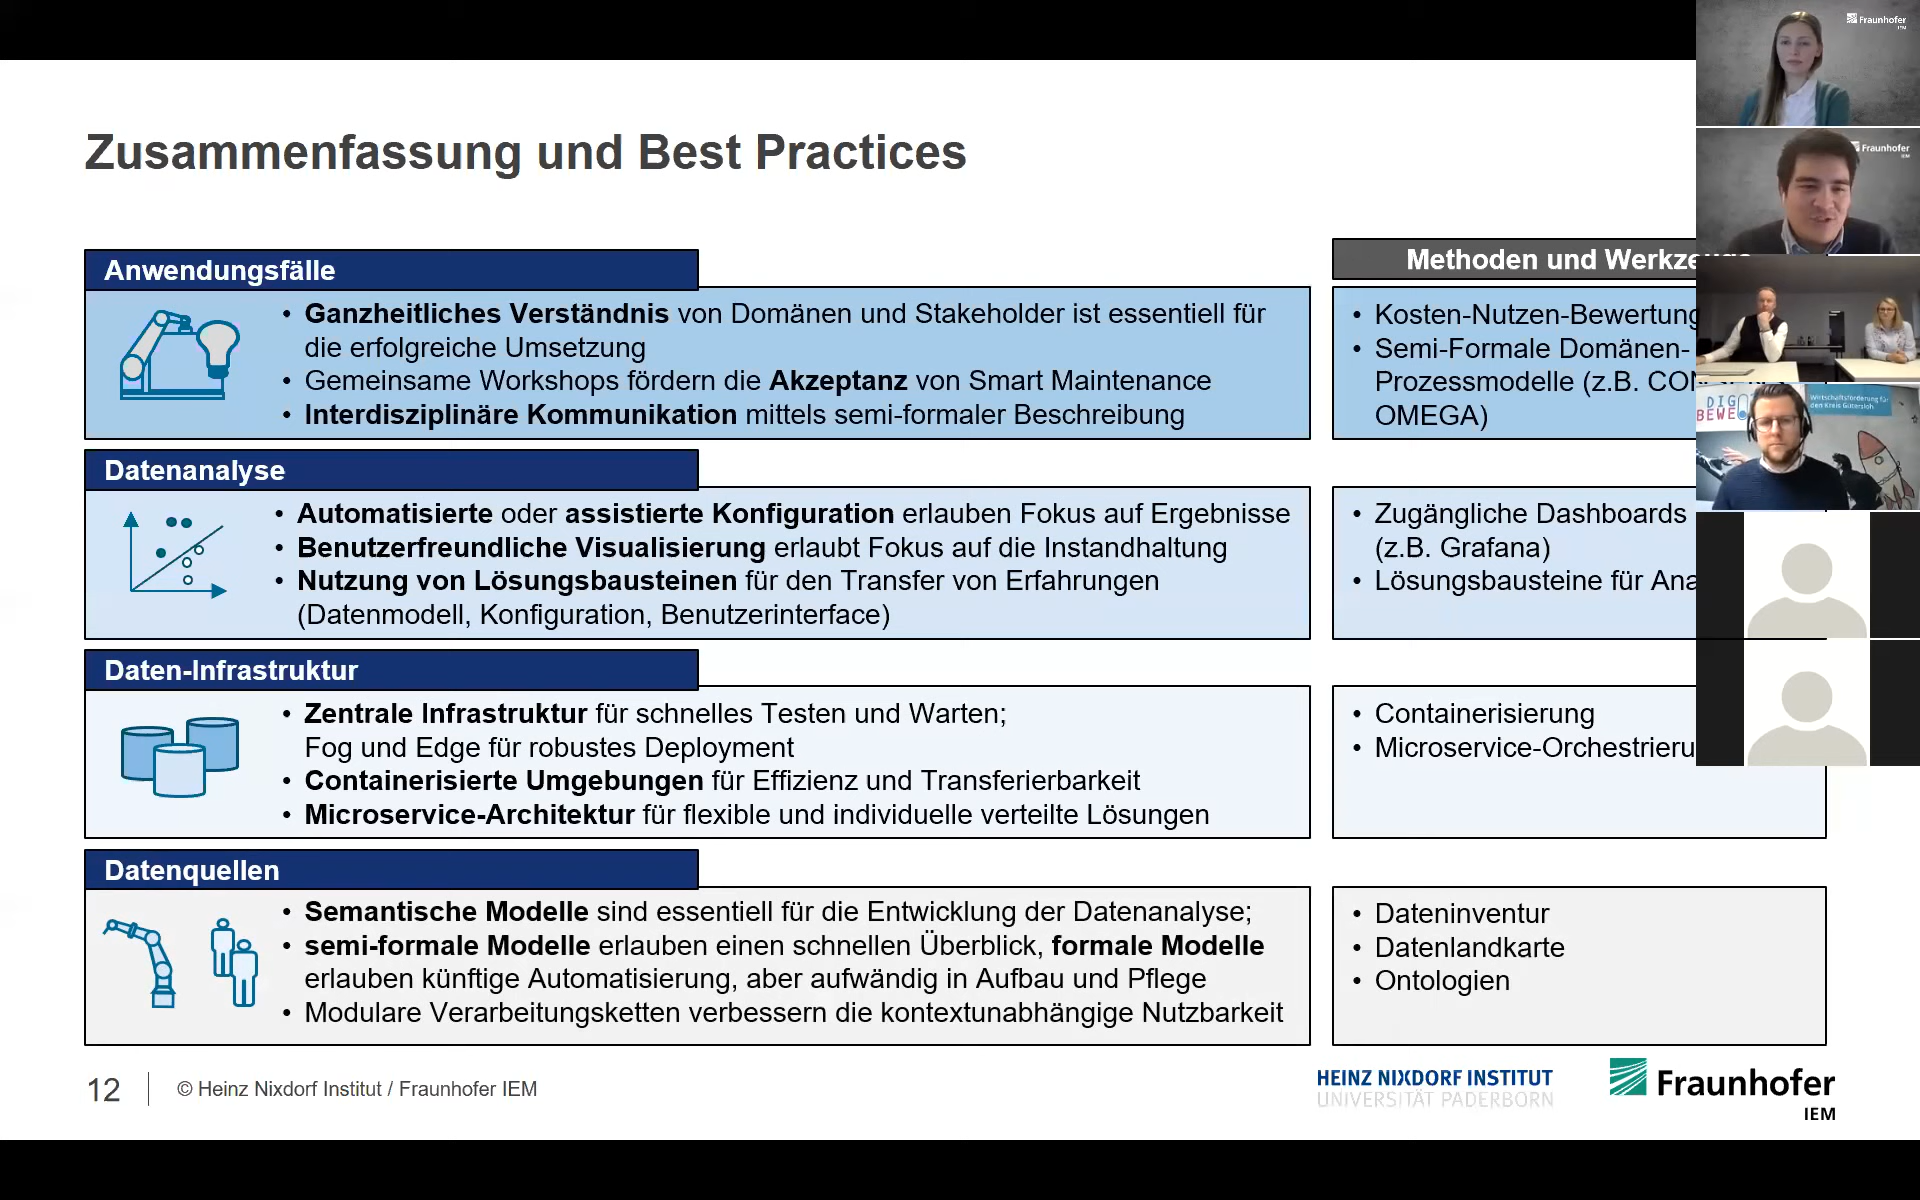 Zusammenfassung und Best Practices
Anwendungsfälle
• Ganzheitliches Verständnis von Domänen und Stakeholder ist essentiell für
die erfolgreiche Umsetzung
• Gemeinsame Workshops fördern die Akzeptanz von Smart Maintenance
• Interdisziplinäre Kommunikation mittels semi-formaler Beschreibung
Methoden und
• Kosten-Nutzen-Bewertung
• Semi-Formale Domänen-
Prozessmodelle (z.B.
OMEGA)
Datenanalyse
• Automatisierte oder assistierte Konfiguration erlauben Fokus auf Ergebnisse
• Benutzerfreundliche Visualisierung erlaubt Fokus auf die Instandhaltung
• Nutzung von Lösungsbausteinen für den Transfer von Erfahrungen
(Datenmodell, Konfiguration, Benutzerinterface)
• Zugängliche Dashboards
(z.B. Grafana)
• Lösungsbausteine für
Daten-Infrastruktur
• Zentrale Infrastruktur für schnelles Testen und Warten;
Fog und Edge für robustes Deployment
• Containerisierte Umgebungen für Effizienz und Transferierbarkeit
• Microservice-Architektur für flexible und individuelle verteilte Lösungen
• Containerisierung
Datenquellen
• Semantische Modelle sind essentiell für die Entwicklung der Datenanalyse;
• semi-formale Modelle erlauben einen schnellen Überblick, formale Modelle
erlauben künftige Automatisierung, aber aufwändig in Aufbau und Pflege
• Modulare Verarbeitungsketten verbessern die kontextunabhängige Nutzbarkeit
• Dateninventur
• Datenlandkarte
• Ontologien
12
© Heinz Nixdorf Institut / Fraunhofer IEM
HEINZ NIXDORF INSTITUT
UNIVERSITÄT PADERBORN
Fraunhofer
IEM
Fraunhofer
IEM
Fraunhofer
IEM
Wirtschaftsförderung für
den Kreis Gütersloh